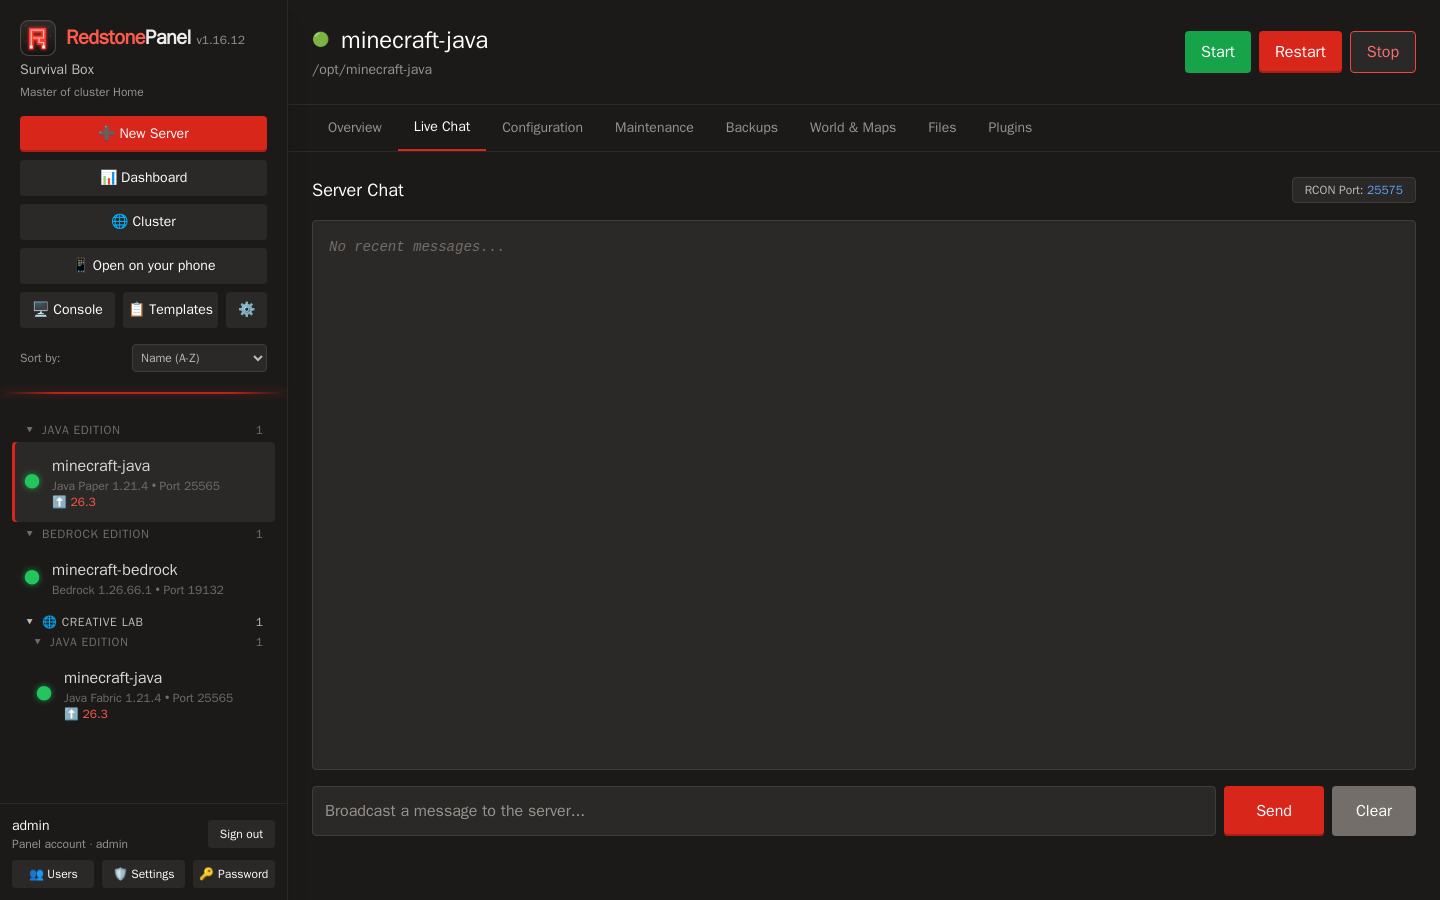 RedstonePanel v1.16.12
Survival Box
Master of cluster Home
➕ New Server
📊 Dashboard
🌐 Cluster
📱 Open on your phone
🖥️ Console
📋 Templates
⚙️
Sort by:
Name (A-Z)
▼ JAVA EDITION 1
minecraft-java
Java Paper 1.21.4 • Port 25565
⬆️ 26.3
▼ BEDROCK EDITION 1
minecraft-bedrock
Bedrock 1.26.66.1 • Port 19132
▼ 🌐 CREATIVE LAB 1
▼ JAVA EDITION 1
minecraft-java
Java Fabric 1.21.4 • Port 25565
⬆️ 26.3
admin
Panel account · admin
Sign out
👥 Users
🛡️ Settings
🔑 Password
minecraft-java
/opt/minecraft-java
Start
Restart
Stop
Overview
Live Chat
Configuration
Maintenance
Backups
World & Maps
Files
Plugins
Server Chat
RCON Port: 25575
No recent messages...
Broadcast a message to the server...
Send
Clear